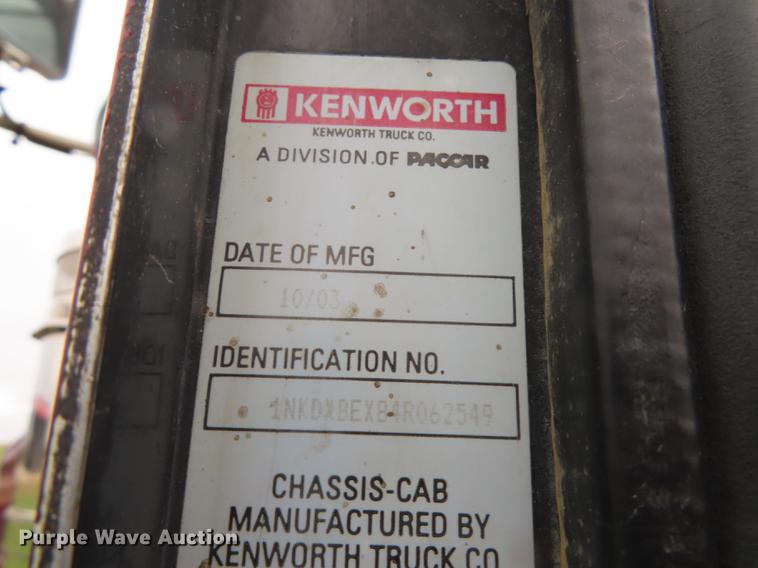 KENWORTH
KENWORTH TRUCK CO.
A DIVISION OF PACCAR
DATE OF MFG
10/03
IDENTIFICATION NO.
1NKDXBEX84R062549
CHASSIS-CAB
MANUFACTURED BY
KENWORTH TRUCK CO
Purple Wave Auction